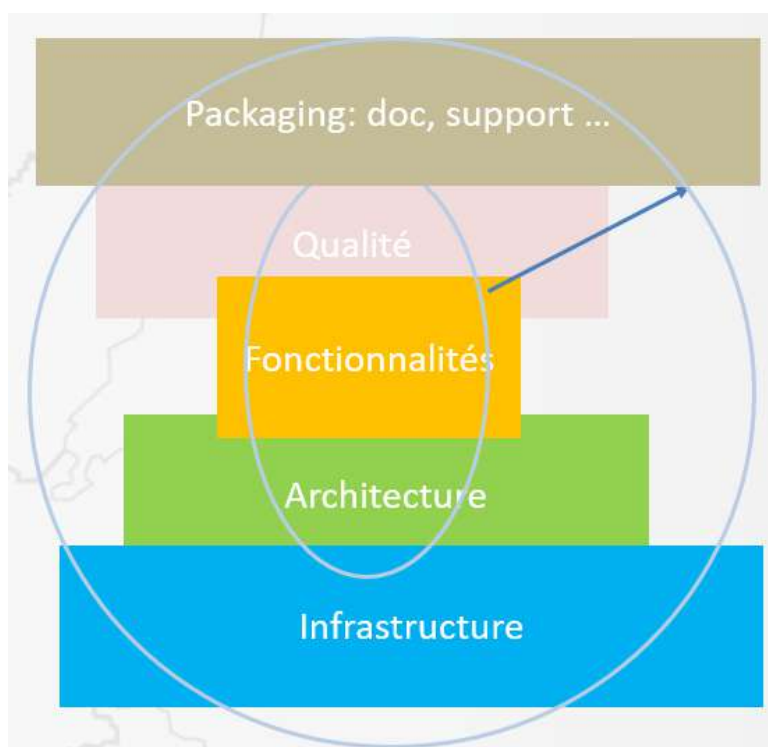 Packaging: doc, support ...
Qualité
Fonctionnalités
Architecture
Infrastructure